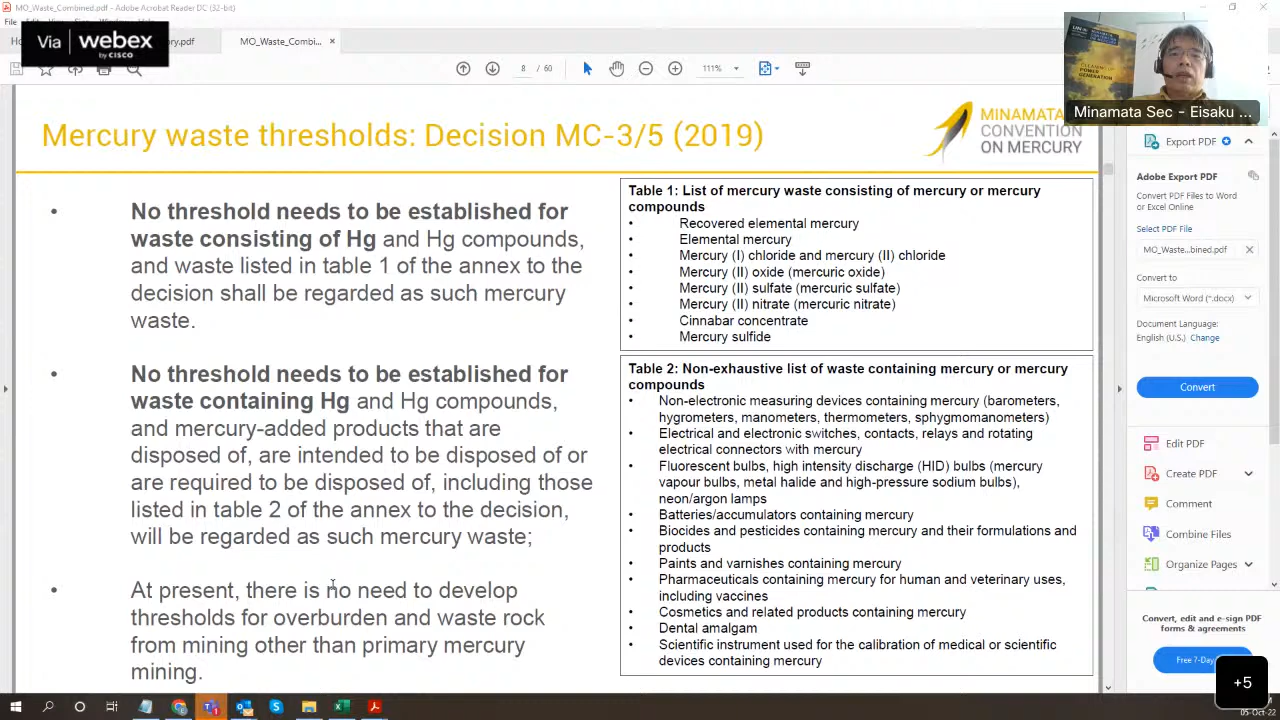 MO_Waste_Combined.pdf - Adobe Acrobat Reader DC (32-bit)
File
Via webex
by CISCO
ry.pdf
MO_Waste_Combi...
8 / 60
111%
Minamata Sec - Eisaku ...
CLEANING UP
POWER
GENERATION
Mercury waste thresholds: Decision MC-3/5 (2019)
MINAMATA
CONVENTION
ON MERCURY
• No threshold needs to be established for
waste consisting of Hg and Hg compounds,
and waste listed in table 1 of the annex to the
decision shall be regarded as such mercury
waste.
• No threshold needs to be established for
waste containing Hg and Hg compounds,
and mercury-added products that are
disposed of, are intended to be disposed of or
are required to be disposed of, including those
listed in table 2 of the annex to the decision,
will be regarded as such mercury waste;
• At present, there is no need to develop
thresholds for overburden and waste rock
from mining other than primary mercury
mining.
Table 1: List of mercury waste consisting of mercury or mercury
compounds
• Recovered elemental mercury
• Elemental mercury
• Mercury (I) chloride and mercury (II) chloride
• Mercury (II) oxide (mercuric oxide)
• Mercury (II) sulfate (mercuric sulfate)
• Mercury (II) nitrate (mercuric nitrate)
• Cinnabar concentrate
• Mercury sulfide
Table 2: Non-exhaustive list of waste containing mercury or mercury
compounds
• Non-electronic measuring devices containing mercury (barometers,
hygrometers, manometers, thermometers, sphygmomanometers)
• Electrical and electronic switches, contacts, relays and rotating
electrical connectors with mercury
• Fluorescent bulbs, high intensity discharge (HID) bulbs (mercury
vapour bulbs, metal halide and high-pressure sodium bulbs),
neon/argon lamps
• Batteries/accumulators containing mercury
• Biocides and pesticides containing mercury and their formulations and
products
• Paints and varnishes containing mercury
• Pharmaceuticals containing mercury for human and veterinary uses,
including vaccines
• Cosmetics and related products containing mercury
• Dental amalgam
• Scientific instrument used for the calibration of medical or scientific
devices containing mercury
Export PDF
Adobe Export PDF
Convert PDF Files to Word
or Excel Online
Select PDF File
MO_Waste...bined.pdf
Convert to
Microsoft Word (*.docx)
Document Language:
English (U.S.) Change
Convert
Edit PDF
Create PDF
Comment
Combine Files
Organize Pages
Convert, edit and e-sign PDF
forms & agreements
Free 7-Day
+5
05-Oct-22